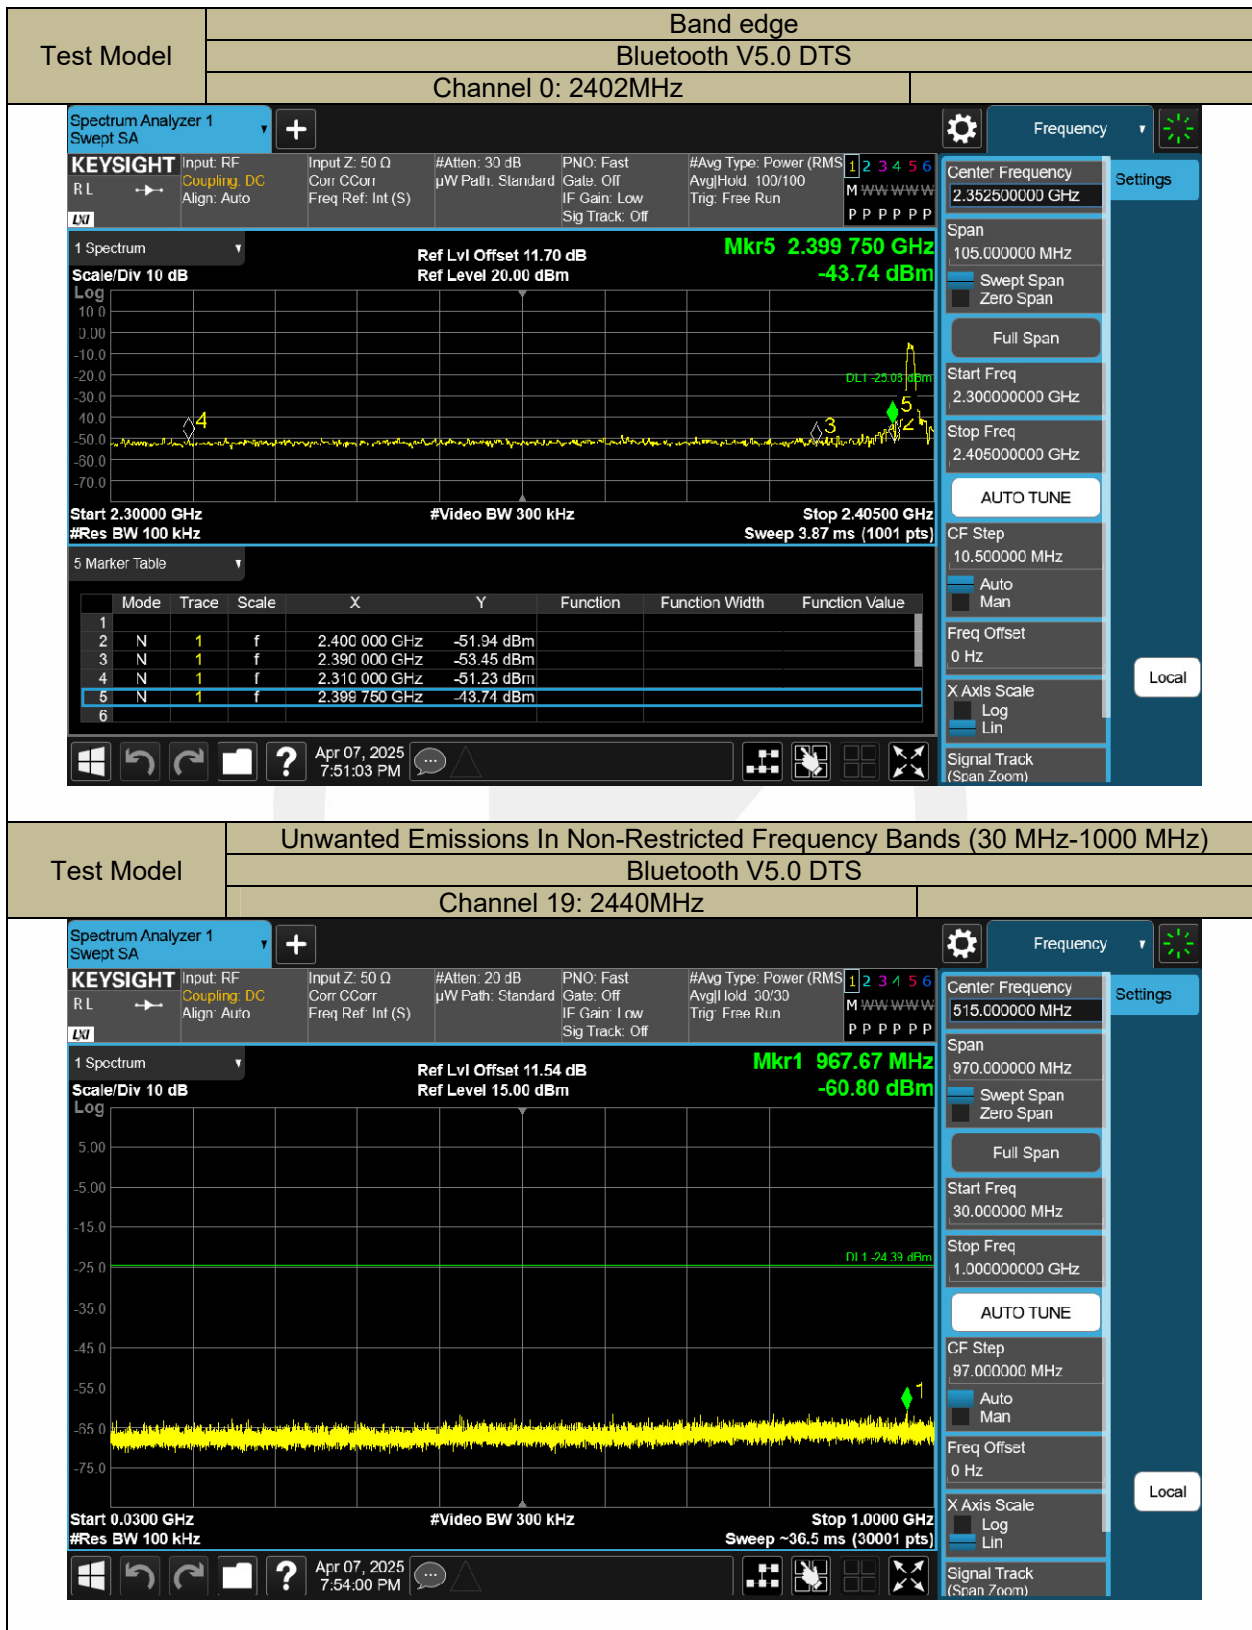 Test Model
Band edge
Bluetooth V5.0 DTS
Channel 0: 2402MHz
Spectrum Analyzer 1
Swept SA
Frequency
KEYSIGHT
R L
LXI
Input: RF
Coupling: DC
Align: Auto
Input Z: 50 Ω
Corr CCorr
Freq Ref: Int (S)
#Atten: 30 dB
µW Path: Standard
PNO: Fast
Gate: Off
IF Gain: Low
Sig Track: Off
#Avg Type: Power (RMS
Avg|Hold: 100/100
Trig: Free Run
1 2 3 4 5 6
M W W W W W
P P P P P P
1 Spectrum
Scale/Div 10 dB
Log
Ref Lvl Offset 11.70 dB
Ref Level 20.00 dBm
Mkr5 2.399 750 GHz
-43.74 dBm
10.0
0.00
-10.0
-20.0
-30.0
-40.0
-50.0
-60.0
-70.0
DL1 -25.06 dBm
4
3
5
2
Start 2.30000 GHz
#Res BW 100 kHz
#Video BW 300 kHz
Stop 2.40500 GHz
Sweep 3.87 ms (1001 pts)
5 Marker Table
Mode Trace Scale X Y Function Function Width Function Value
1
2 N 1 f 2.400 000 GHz -51.94 dBm
3 N 1 f 2.390 000 GHz -53.45 dBm
4 N 1 f 2.310 000 GHz -51.23 dBm
5 N 1 f 2.399 750 GHz -43.74 dBm
6
Apr 07, 2025
7:51:03 PM
Center Frequency
2.352500000 GHz
Settings
Span
105.000000 MHz
Swept Span
Zero Span
Full Span
Start Freq
2.300000000 GHz
Stop Freq
2.405000000 GHz
AUTO TUNE
CF Step
10.500000 MHz
Auto
Man
Freq Offset
0 Hz
Local
X Axis Scale
Log
Lin
Signal Track
(Span Zoom)
Test Model
Unwanted Emissions In Non-Restricted Frequency Bands (30 MHz-1000 MHz)
Bluetooth V5.0 DTS
Channel 19: 2440MHz
Spectrum Analyzer 1
Swept SA
Frequency
KEYSIGHT
R L
LXI
Input: RF
Coupling: DC
Align: Auto
Input Z: 50 Ω
Corr CCorr
Freq Ref: Int (S)
#Atten: 20 dB
µW Path: Standard
PNO: Fast
Gate: Off
IF Gain: Low
Sig Track: Off
#Avg Type: Power (RMS
Avg|Hold: 30/30
Trig: Free Run
1 2 3 4 5 6
M W W W W W
P P P P P P
1 Spectrum
Scale/Div 10 dB
Log
Ref Lvl Offset 11.54 dB
Ref Level 15.00 dBm
Mkr1 967.67 MHz
-60.80 dBm
5.00
-5.00
-15.0
-25.0
-35.0
-45.0
-55.0
-65.0
-75.0
DL1 -24.39 dBm
1
Start 0.0300 GHz
#Res BW 100 kHz
#Video BW 300 kHz
Stop 1.0000 GHz
Sweep ~36.5 ms (30001 pts)
Apr 07, 2025
7:54:00 PM
Center Frequency
515.000000 MHz
Settings
Span
970.000000 MHz
Swept Span
Zero Span
Full Span
Start Freq
30.000000 MHz
Stop Freq
1.000000000 GHz
AUTO TUNE
CF Step
97.000000 MHz
Auto
Man
Freq Offset
0 Hz
Local
X Axis Scale
Log
Lin
Signal Track
(Span Zoom)